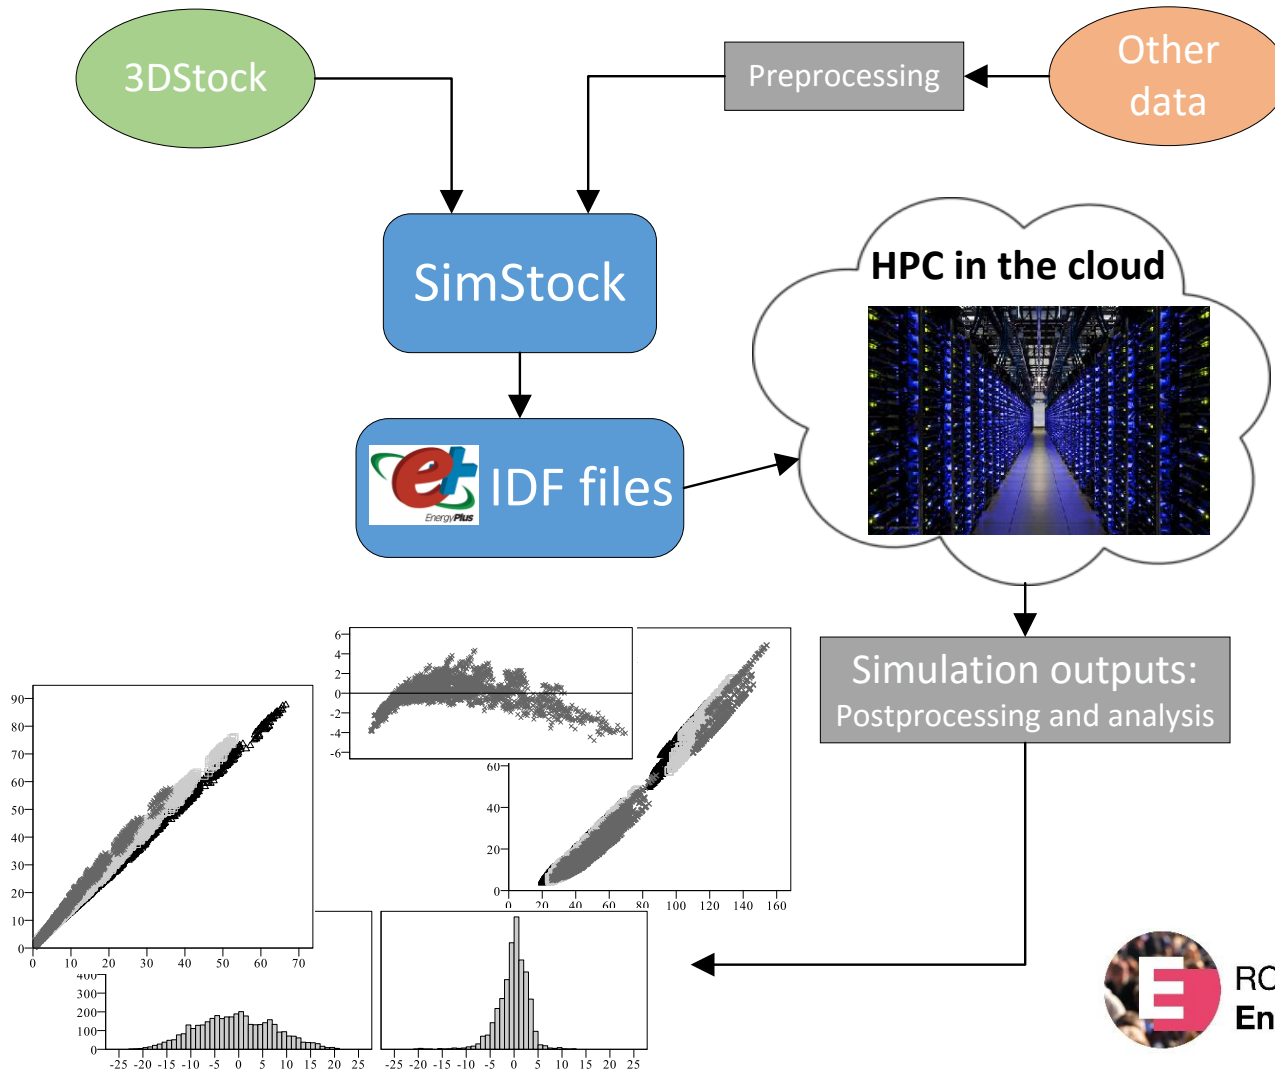 3DStock
Preprocessing
Other
data
SimStock
HPC in the cloud
et
EnergyPlus
IDF files
Simulation outputs:
Postprocessing and analysis
6
4
2
0
-2
-4
-6
90
80
70
60
50
40
30
20
10
0
0 10 20 30 40 50 60 70
60
40
20
0
20 40 60 80 100 120 140 160
400
300
200
100
0
-25 -20 -15 -10 -5 0 5 10 15 20 25
-25 -20 -15 -10 -5 0 5 10 15 20 25
E
RC
En